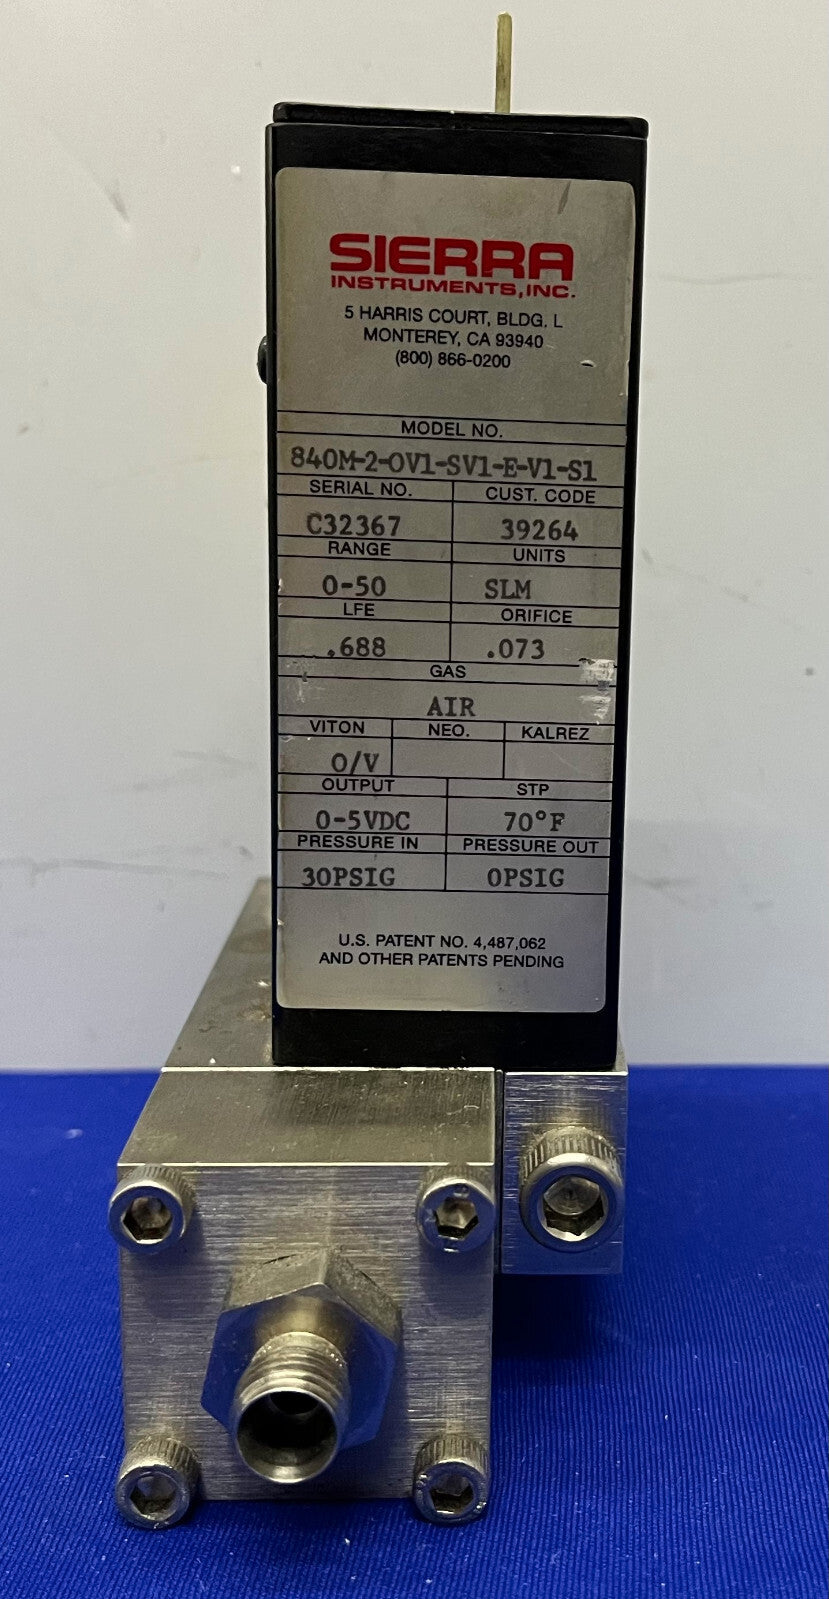 SIERRA
INSTRUMENTS, INC.
5 HARRIS COURT, BLDG. L
MONTEREY, CA 93940
(800) 866-0200
MODEL NO.
840M-2-OV1-SV1-E-V1-S1
SERIAL NO. CUST. CODE
C32367 39264
RANGE UNITS
0-50 SLM
LFE ORIFICE
.688 .073
GAS
AIR
VITON NEO. KALREZ
O/V
OUTPUT STP
0-5VDC 70°F
PRESSURE IN PRESSURE OUT
30PSIG 0PSIG
U.S. PATENT NO. 4,487,062
AND OTHER PATENTS PENDING